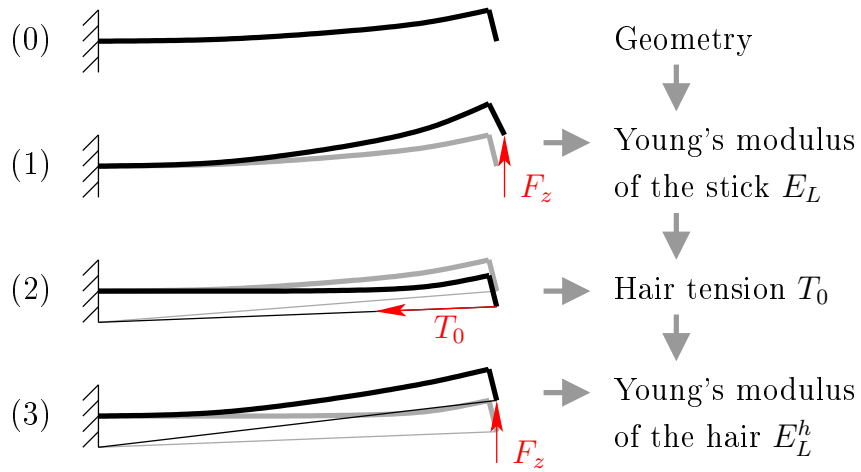 (0) Geometry
(1) Young's modulus
of the stick E_L
F_z
(2) Hair tension T_0
T_0
(3) Young's modulus
of the hair E_L^h
F_z